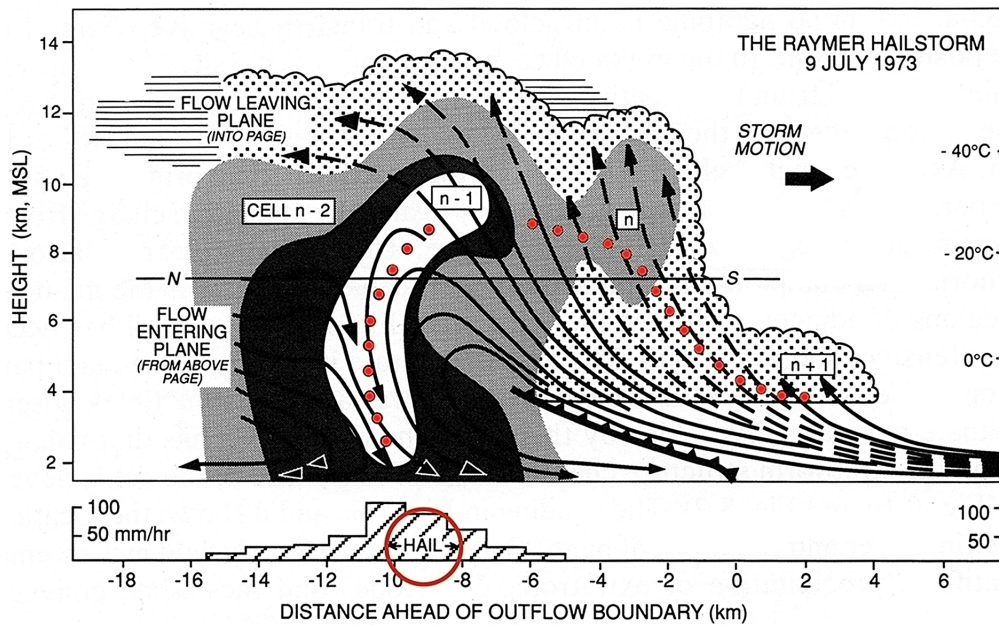 THE RAYMER HAILSTORM
9 JULY 1973
STORM
MOTION
FLOW LEAVING
PLANE
(INTO PAGE)
CELL n - 2
n - 1
n
n + 1
N
S
FLOW
ENTERING
PLANE
(FROM ABOVE
PAGE)
HEIGHT (km, MSL)
14
12
10
8
6
4
2
- 40°C
- 20°C
0°C
100
50 mm/hr
HAIL
100
50
-18 -16 -14 -12 -10 -8 -6 -4 -2 0 2 4 6
DISTANCE AHEAD OF OUTFLOW BOUNDARY (km)